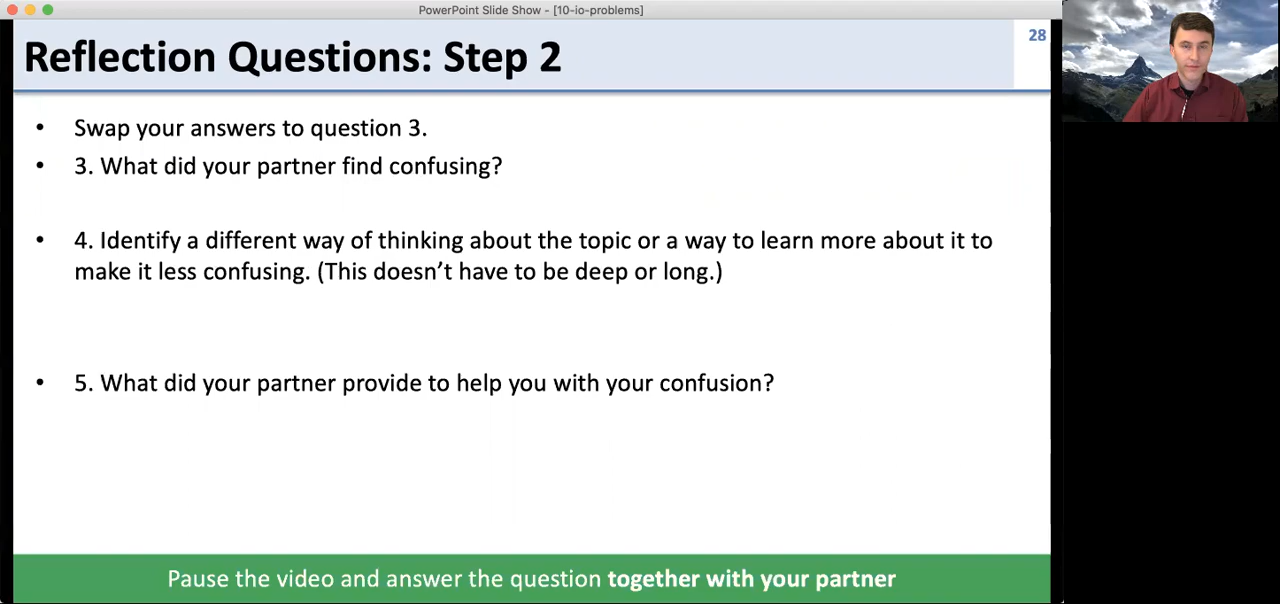 PowerPoint Slide Show - [10-io-problems]
Reflection Questions: Step 2
28
• Swap your answers to question 3.
• 3. What did your partner find confusing?
• 4. Identify a different way of thinking about the topic or a way to learn more about it to
make it less confusing. (This doesn’t have to be deep or long.)
• 5. What did your partner provide to help you with your confusion?
Pause the video and answer the question together with your partner